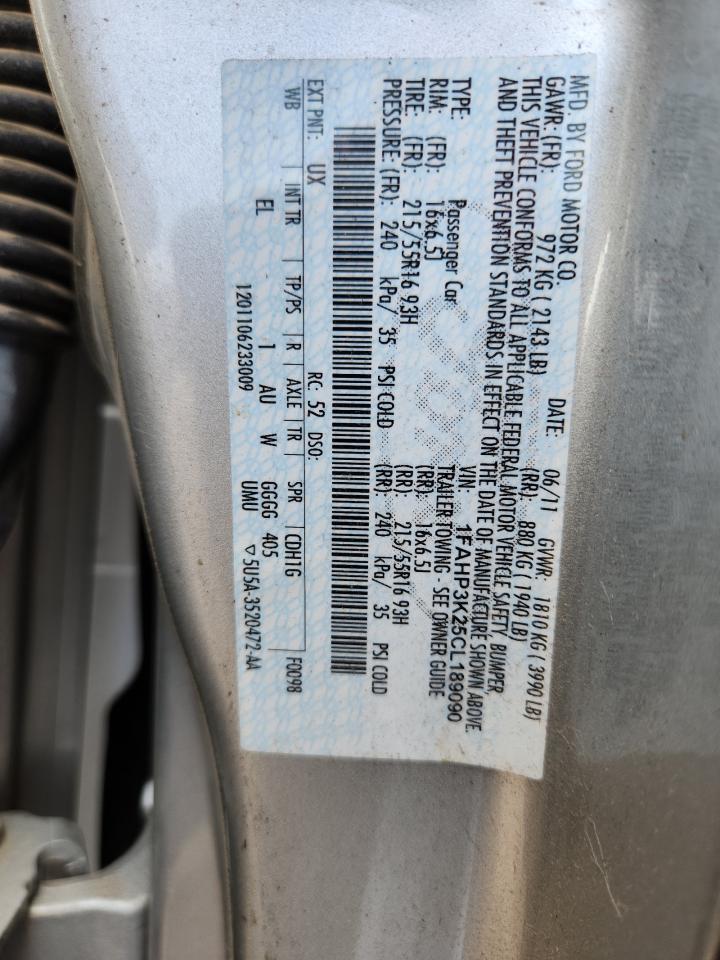 MFD. BY FORD MOTOR CO.
DATE: 06/11 GVWR: 1810 KG ( 3990 LB)
GAWR: (FR): 972 KG ( 2143 LB) (RR): 880 KG ( 1940 LB)
THIS VEHICLE CONFORMS TO ALL APPLICABLE FEDERAL MOTOR VEHICLE SAFETY, BUMPER,
AND THEFT PREVENTION STANDARDS IN EFFECT ON THE DATE OF MANUFACTURE SHOWN ABOVE.
VIN: 1FAHP3K25CL189090
TYPE: Passenger Car TRAILER TOWING - SEE OWNER GUIDE
RIM: (FR): 16x6.5J (RR): 16x6.5J
TIRE: (FR): 215/55R16 93H (RR): 215/55R16 93H
PRESSURE: (FR): 240 kPa/ 35 PSI COLD (RR): 240 kPa/ 35 PSI COLD
EXT PNT: UX RC: 52 DSO:
WB INT TR TP/PS R AXLE TR SPR CDH1G F0098
EL 1 AU W GGGG 405
1201106233009 UMU ▽5U5A-3520472-AA